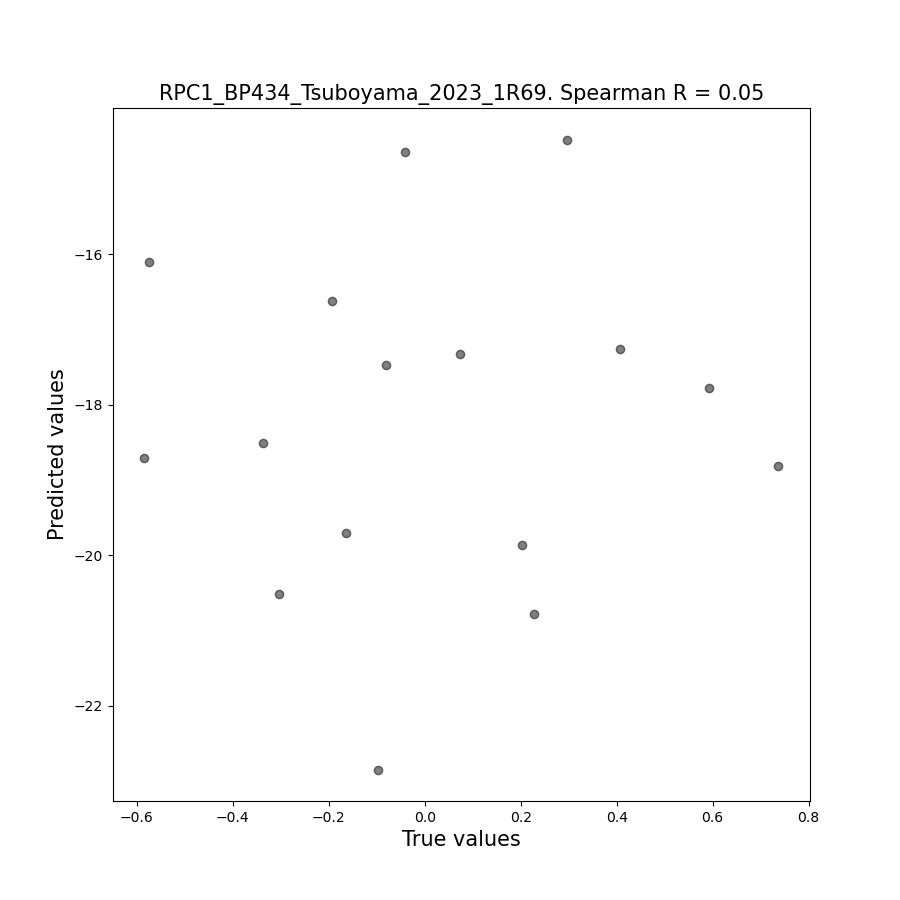 RPC1_BP434_Tsuboyama_2023_1R69. Spearman R = 0.05
Predicted values
−16
−18
−20
−22
−0.6 −0.4 −0.2 0.0 0.2 0.4 0.6 0.8
True values